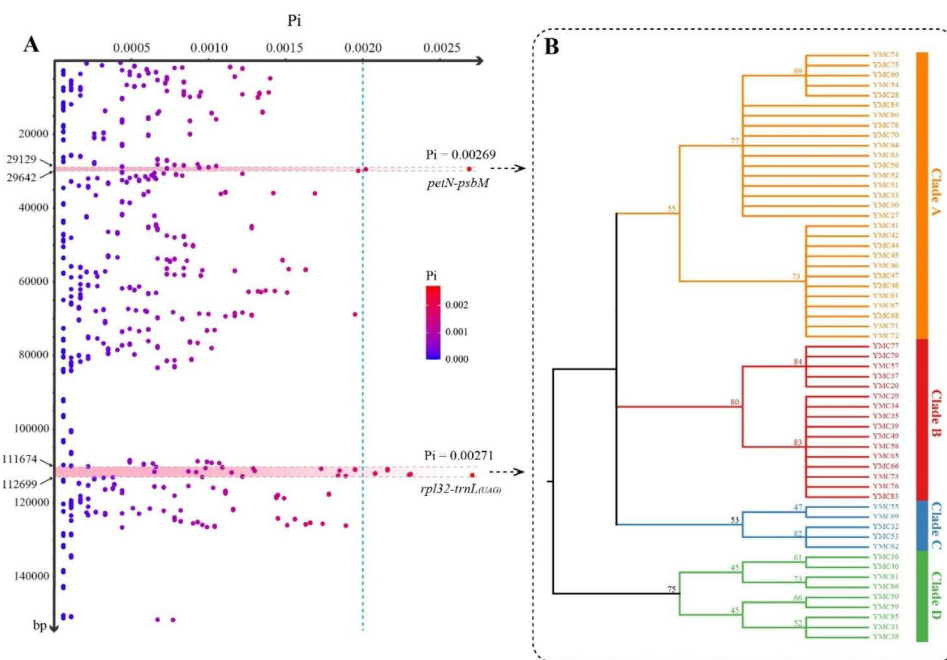 Pi
A
B
0.0005 0.0010 0.0015 0.0020 0.0025
20000
29129
29642
40000
60000
80000
100000
111674
112699
120000
140000
bp
Pi = 0.00269
petN-psbM
Pi
0.002
0.001
0.000
Pi = 0.00271
rpl32-trnL(UAG)
YMC74
YMC75
YMC60
YMC54
YMC28
YMC84
YMC80
YMC78
YMC70
YMC64
YMC63
YMC56
YMC52
YMC51
YMC33
YMC30
YMC27
YMC41
YMC42
YMC44
YMC45
YMC46
YMC47
YMC48
YMC61
YMC67
YMC68
YMC71
YMC72
YMC77
YMC79
YMC57
YMC37
YMC20
YMC29
YMC34
YMC35
YMC39
YMC49
YMC58
YMC65
YMC66
YMC73
YMC76
YMC83
YMC55
YMC69
YMC32
YMC53
YMC62
YMC36
YMC40
YMC81
YMC86
YMC50
YMC59
YMC85
YMC31
YMC38
69
77
55
73
84
80
83
47
53
82
61
45
73
75
66
45
52
Clade A
Clade B
Clade C
Clade D